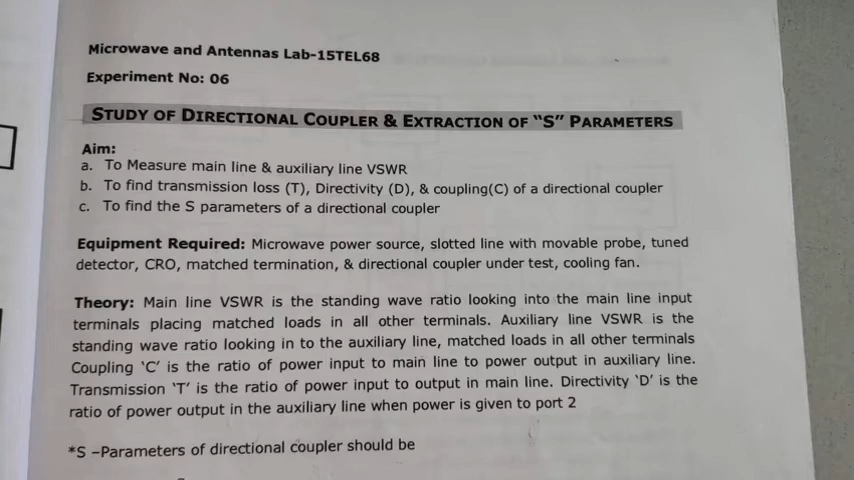 Microwave and Antennas Lab-15TEL68
Experiment No: 06
STUDY OF DIRECTIONAL COUPLER & EXTRACTION OF "S" PARAMETERS
Aim:
a. To Measure main line & auxiliary line VSWR
b. To find transmission loss (T), Directivity (D), & coupling(C) of a directional coupler
c. To find the S parameters of a directional coupler
Equipment Required: Microwave power source, slotted line with movable probe, tuned
detector, CRO, matched termination, & directional coupler under test, cooling fan.
Theory: Main line VSWR is the standing wave ratio looking into the main line input
terminals placing matched loads in all other terminals. Auxiliary line VSWR is the
standing wave ratio looking in to the auxiliary line, matched loads in all other terminals
Coupling 'C' is the ratio of power input to main line to power output in auxiliary line.
Transmission 'T' is the ratio of power input to output in main line. Directivity 'D' is the
ratio of power output in the auxiliary line when power is given to port 2
*S –Parameters of directional coupler should be